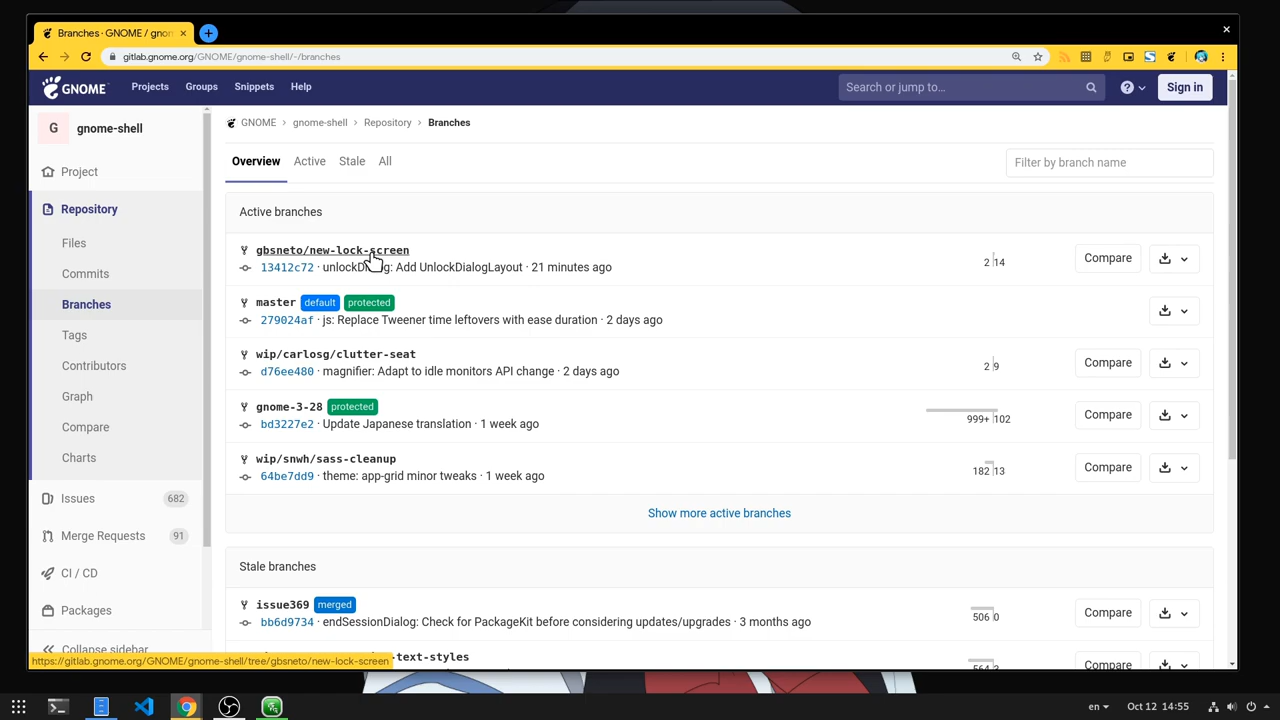 Branches · GNOME / gnom
gitlab.gnome.org/GNOME/gnome-shell/-/branches
GNOME
Projects
Groups
Snippets
Help
Search or jump to…
Sign in
G
gnome-shell
Project
Repository
Files
Commits
Branches
Tags
Contributors
Graph
Compare
Charts
Issues 682
Merge Requests 91
CI / CD
Packages
Collapse sidebar
GNOME › gnome-shell › Repository › Branches
Overview
Active
Stale
All
Filter by branch name
Active branches
gbsneto/new-lock-screen
13412c72 · unlockDialog: Add UnlockDialogLayout · 21 minutes ago
2 14
Compare
master default protected
279024af · js: Replace Tweener time leftovers with ease duration · 2 days ago
wip/carlosg/clutter-seat
d76ee480 · magnifier: Adapt to idle monitors API change · 2 days ago
2 9
Compare
gnome-3-28 protected
bd3227e2 · Update Japanese translation · 1 week ago
999+ 102
Compare
wip/snwh/sass-cleanup
64be7dd9 · theme: app-grid minor tweaks · 1 week ago
182 13
Compare
Show more active branches
Stale branches
issue369 merged
bb6d9734 · endSessionDialog: Check for PackageKit before considering updates/upgrades · 3 months ago
506 0
Compare
-text-styles
564 3
Compare
https://gitlab.gnome.org/GNOME/gnome-shell/tree/gbsneto/new-lock-screen
en
Oct 12 14:55